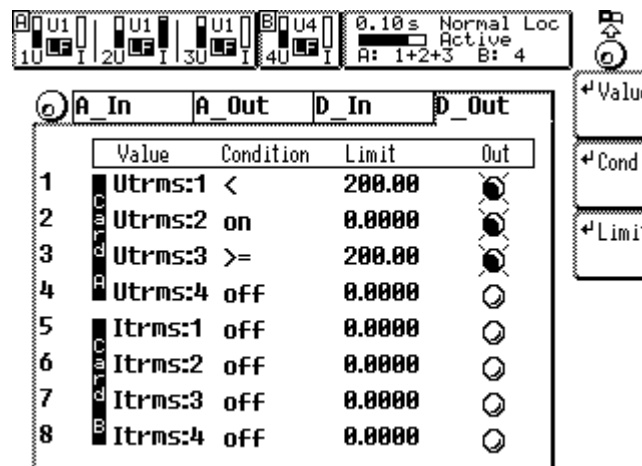 A U1 U1 U1 B U4 0.10s Normal Loc
LF LF LF LF Active
1U I 2U I 3U I 4U I A: 1+2+3 B: 4
A_In A_Out D_In D_Out
Value Condition Limit Out
1 Utrms:1 < 200.00
2 Utrms:2 on 0.0000
3 Utrms:3 >= 200.00
4 Utrms:4 off 0.0000
Card A
5 Itrms:1 off 0.0000
6 Itrms:2 off 0.0000
7 Itrms:3 off 0.0000
8 Itrms:4 off 0.0000
Card B
Value
Cond
Limit